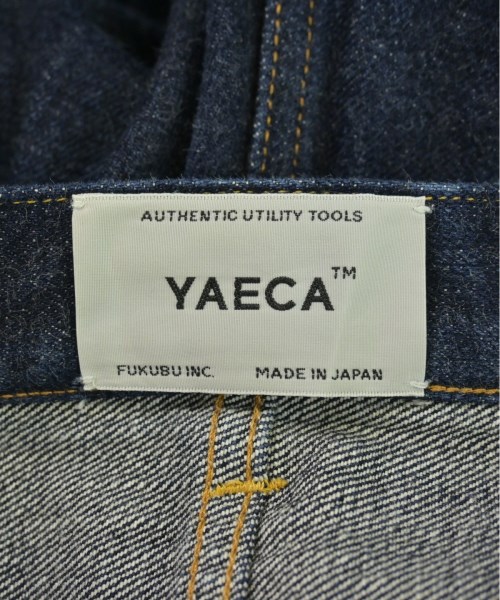 AUTHENTIC UTILITY TOOLS
YAECA™
FUKUBU INC. MADE IN JAPAN